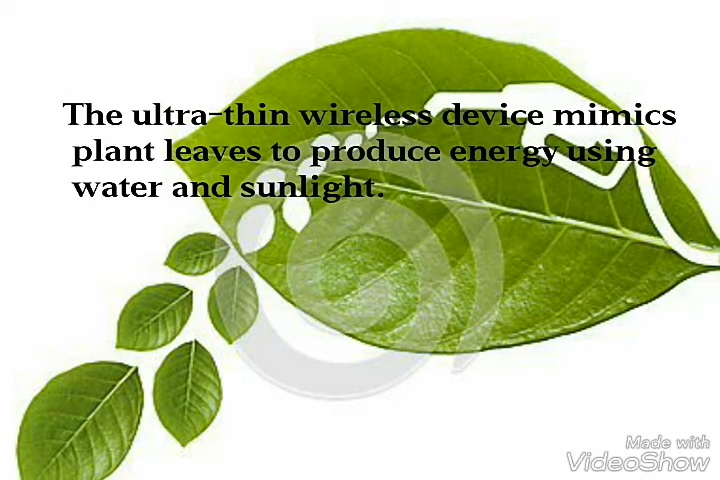 The ultra-thin wireless device mimics
plant leaves to produce energy using
water and sunlight.
Made with
VideoShow